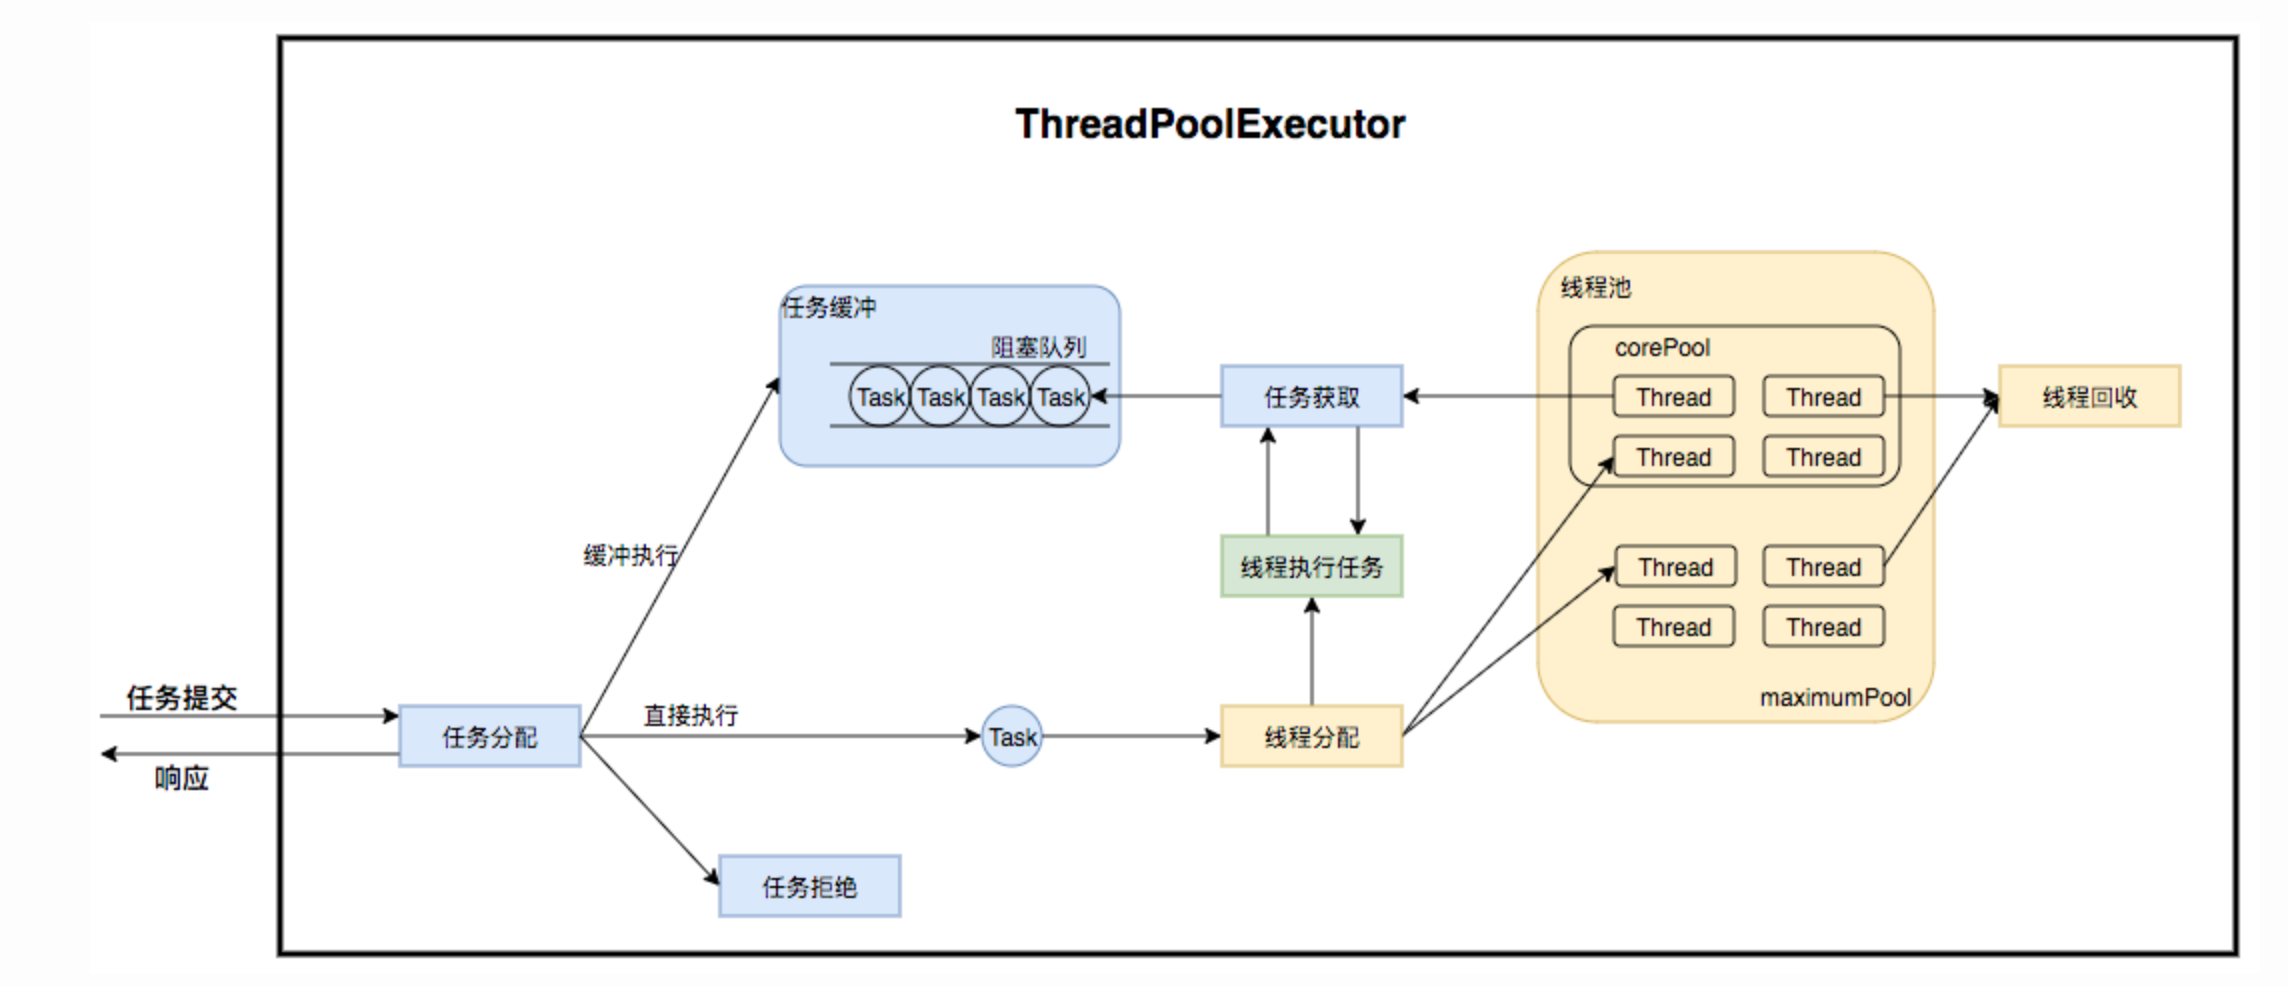 ThreadPoolExecutor
任务缓冲
阻塞队列
Task Task Task Task
任务获取
线程池
corePool
Thread Thread
Thread Thread
线程回收
缓冲执行
线程执行任务
Thread Thread
Thread Thread
maximumPool
任务提交
响应
任务分配
直接执行
Task
线程分配
任务拒绝